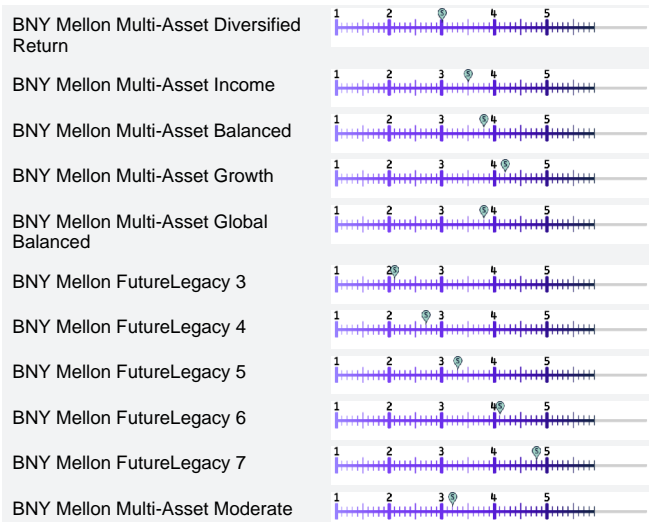 BNY Mellon Multi-Asset Diversified
Return
1 2 3 4 5
S
BNY Mellon Multi-Asset Income
1 2 3 4 5
S
BNY Mellon Multi-Asset Balanced
1 2 3 4 5
S
BNY Mellon Multi-Asset Growth
1 2 3 4 5
S
BNY Mellon Multi-Asset Global
Balanced
1 2 3 4 5
S
BNY Mellon FutureLegacy 3
1 2 3 4 5
S
BNY Mellon FutureLegacy 4
1 2 3 4 5
S
BNY Mellon FutureLegacy 5
1 2 3 4 5
S
BNY Mellon FutureLegacy 6
1 2 3 4 5
S
BNY Mellon FutureLegacy 7
1 2 3 4 5
S
BNY Mellon Multi-Asset Moderate
1 2 3 4 5
S